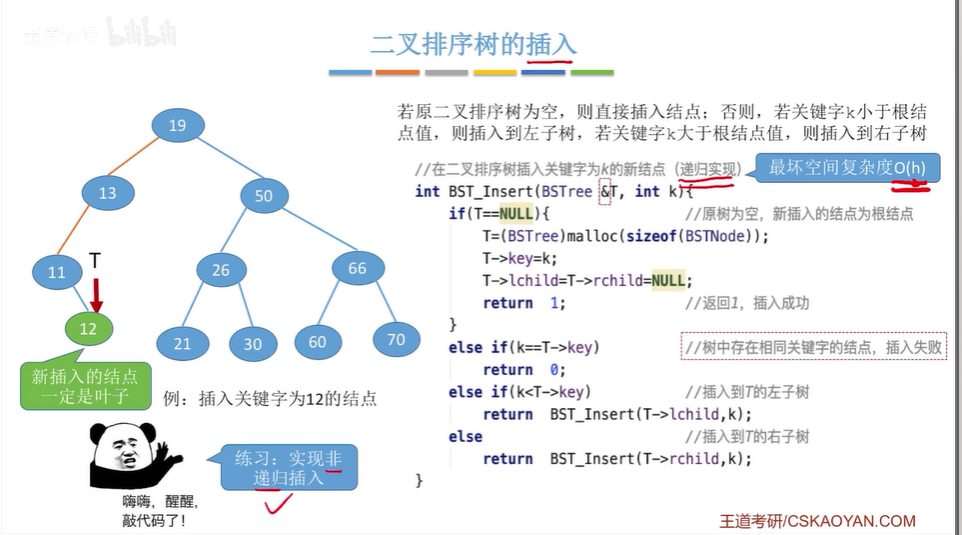 bilibili
二叉排序树的插入
若原二叉排序树为空，则直接插入结点；否则，若关键字k小于根结
点值，则插入到左子树，若关键字k大于根结点值，则插入到右子树
19
13
50
11
T
26
66
12
21
30
60
70
新插入的结点
一定是叶子
例：插入关键字为12的结点
嗨嗨，醒醒，
敲代码了！
练习：实现非
递归插入
//在二叉排序树插入关键字为k的新结点（递归实现）
最坏空间复杂度O(h)
int BST_Insert(BSTree &T, int k){
if(T==NULL){ //原树为空，新插入的结点为根结点
T=(BSTree)malloc(sizeof(BSTNode));
T->key=k;
T->lchild=T->rchild=NULL;
return 1; //返回1，插入成功
}
else if(k==T->key) //树中存在相同关键字的结点，插入失败
return 0;
else if(k<T->key) //插入到T的左子树
return BST_Insert(T->lchild,k);
else //插入到T的右子树
return BST_Insert(T->rchild,k);
}
王道考研/CSKAOYAN.COM